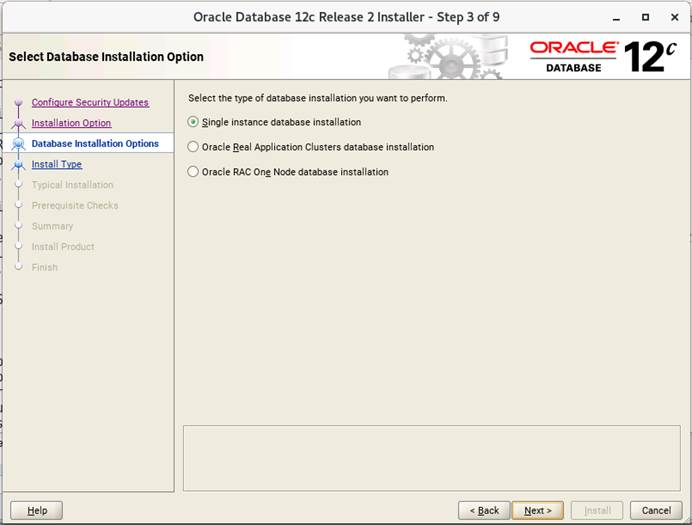 Oracle Database 12c Release 2 Installer - Step 3 of 9
Select Database Installation Option
ORACLE
DATABASE
12c
Configure Security Updates
Installation Option
Database Installation Options
Install Type
Typical Installation
Prerequisite Checks
Summary
Install Product
Finish
Select the type of database installation you want to perform.
Single instance database installation
Oracle Real Application Clusters database installation
Oracle RAC One Node database installation
Help
< Back
Next >
Install
Cancel